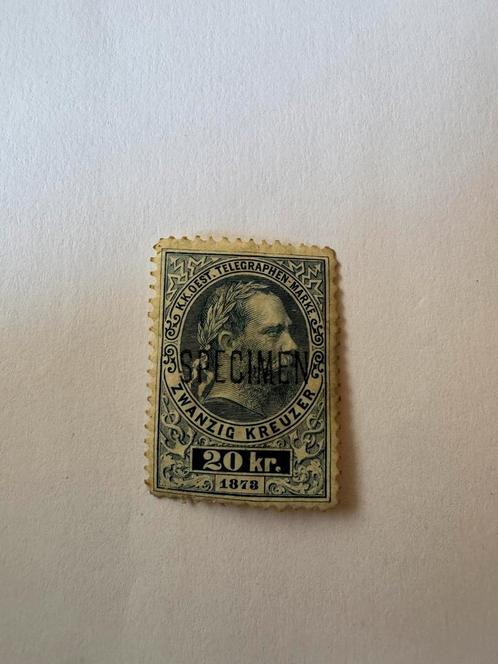 K.K. OEST. TELEGRAPHEN-MARKE
SPECIMEN
ZWANZIG KREUZER
20 kr.
1873